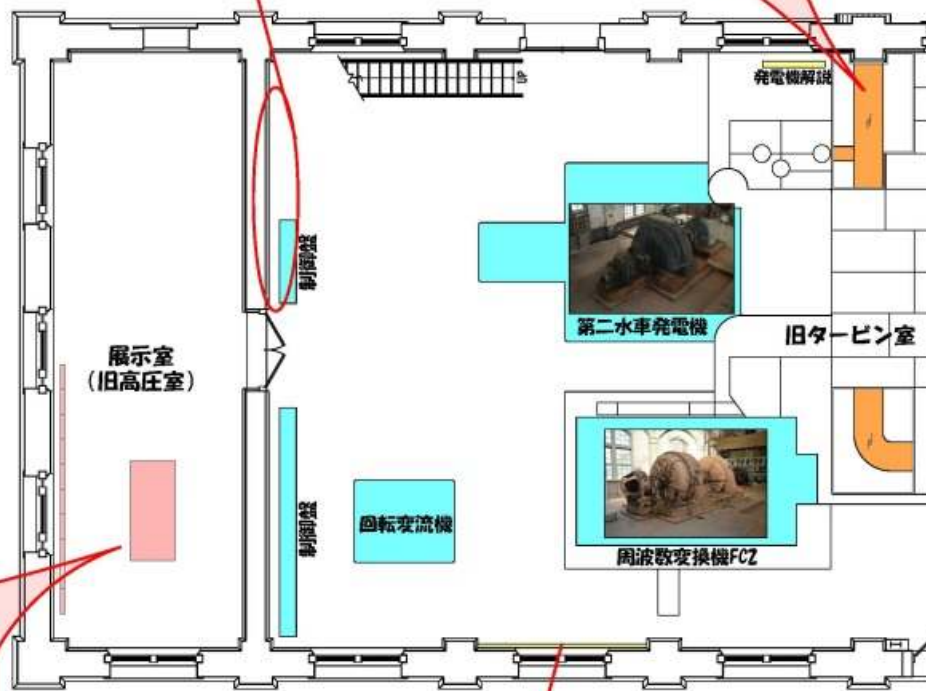 UP
発電機解説
制御盤
第二水車発電機
旧タービン室
展示室
(旧高圧室)
制御盤
回転変流機
周波数変換機FC2